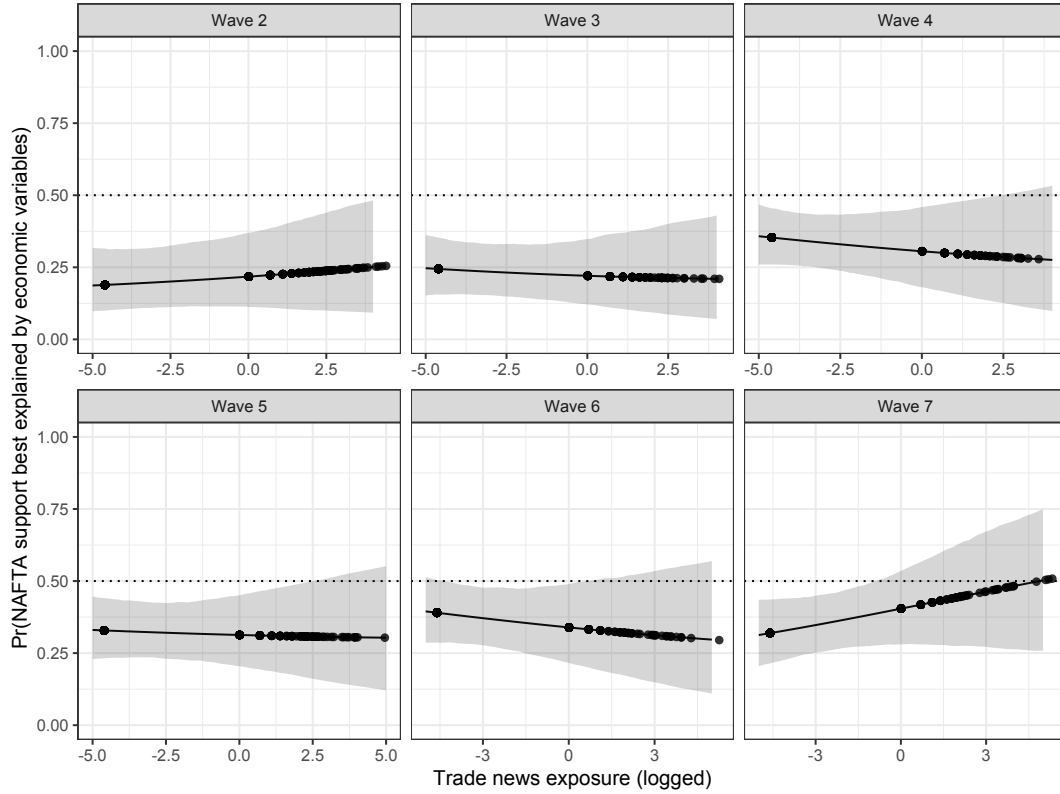 Wave 2 Wave 3 Wave 4
1.00
0.75
0.50
0.25
0.00
-5.0 -2.5 0.0 2.5 -5.0 -2.5 0.0 2.5 -5.0 -2.5 0.0 2.5
Wave 5 Wave 6 Wave 7
1.00
0.75
0.50
0.25
0.00
-5.0 -2.5 0.0 2.5 5.0 -3 0 3 -3 0 3
Trade news exposure (logged)
Pr(NAFTA support best explained by economic variables)